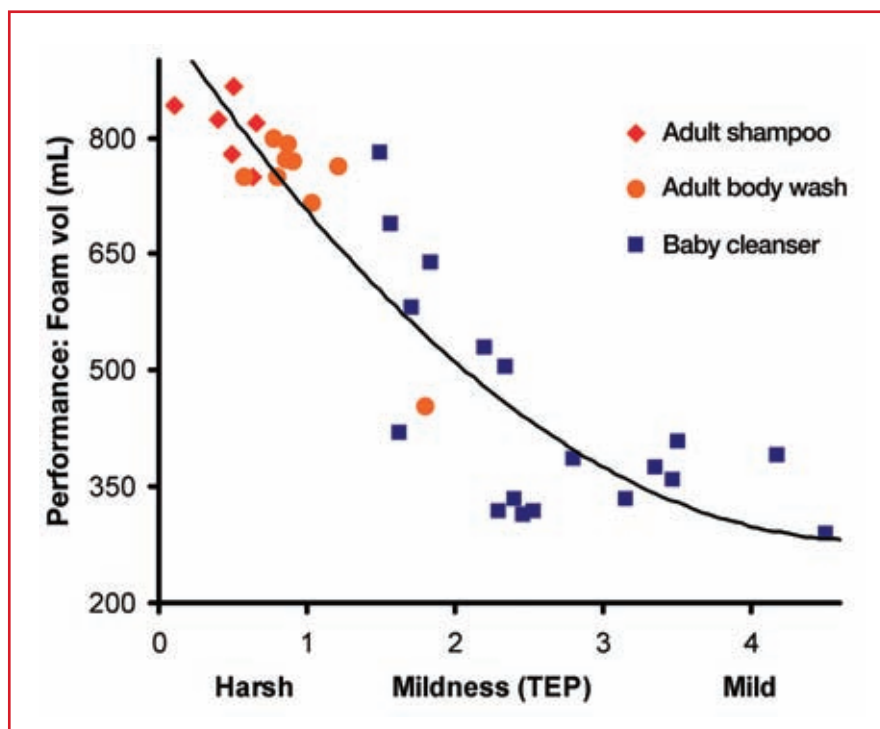 Performance: Foam vol (mL)
800
650
500
350
200
0 1 2 3 4
Harsh Mildness (TEP) Mild
Adult shampoo
Adult body wash
Baby cleanser